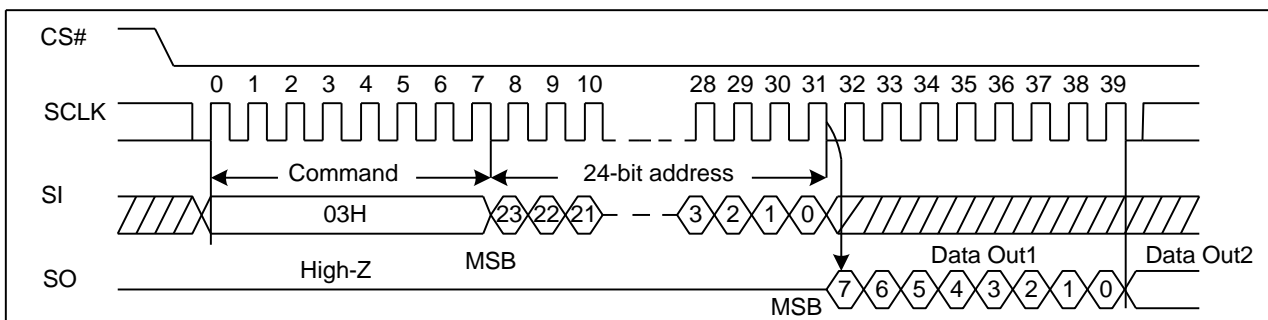 CS#
0 1 2 3 4 5 6 7 8 9 10 28 29 30 31 32 33 34 35 36 37 38 39
SCLK
Command 24-bit address
SI
03H 23 22 21 3 2 1 0
High-Z MSB Data Out1 Data Out2
SO
MSB 7 6 5 4 3 2 1 0